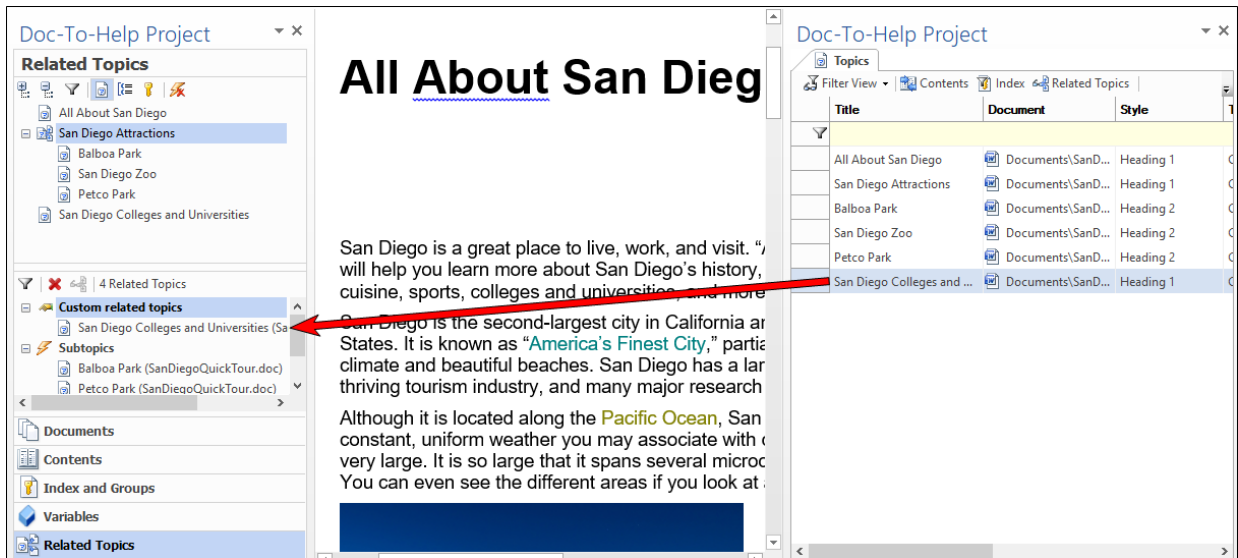 Doc-To-Help Project
Related Topics
All About San Diego
San Diego Attractions
Balboa Park
San Diego Zoo
Petco Park
San Diego Colleges and Universities
4 Related Topics
Custom related topics
San Diego Colleges and Universities (Sa
Subtopics
Balboa Park (SanDiegoQuickTour.doc)
Petco Park (SanDiegoQuickTour.doc)
Documents
Contents
Index and Groups
Variables
Related Topics
All About San Dieg
San Diego is a great place to live, work, and visit. “A
will help you learn more about San Diego’s history,
cuisine, sports, colleges and universities, and more
San Diego is the second-largest city in California an
States. It is known as “America’s Finest City,” partia
climate and beautiful beaches. San Diego has a lar
thriving tourism industry, and many major research
Although it is located along the Pacific Ocean, San
constant, uniform weather you may associate with
very large. It is so large that it spans several microc
You can even see the different areas if you look at
Doc-To-Help Project
Topics
Filter View Contents Index Related Topics
Title Document Style
All About San Diego Documents\SanD... Heading 1
San Diego Attractions Documents\SanD... Heading 1
Balboa Park Documents\SanD... Heading 2
San Diego Zoo Documents\SanD... Heading 2
Petco Park Documents\SanD... Heading 2
San Diego Colleges and ... Documents\SanD... Heading 1